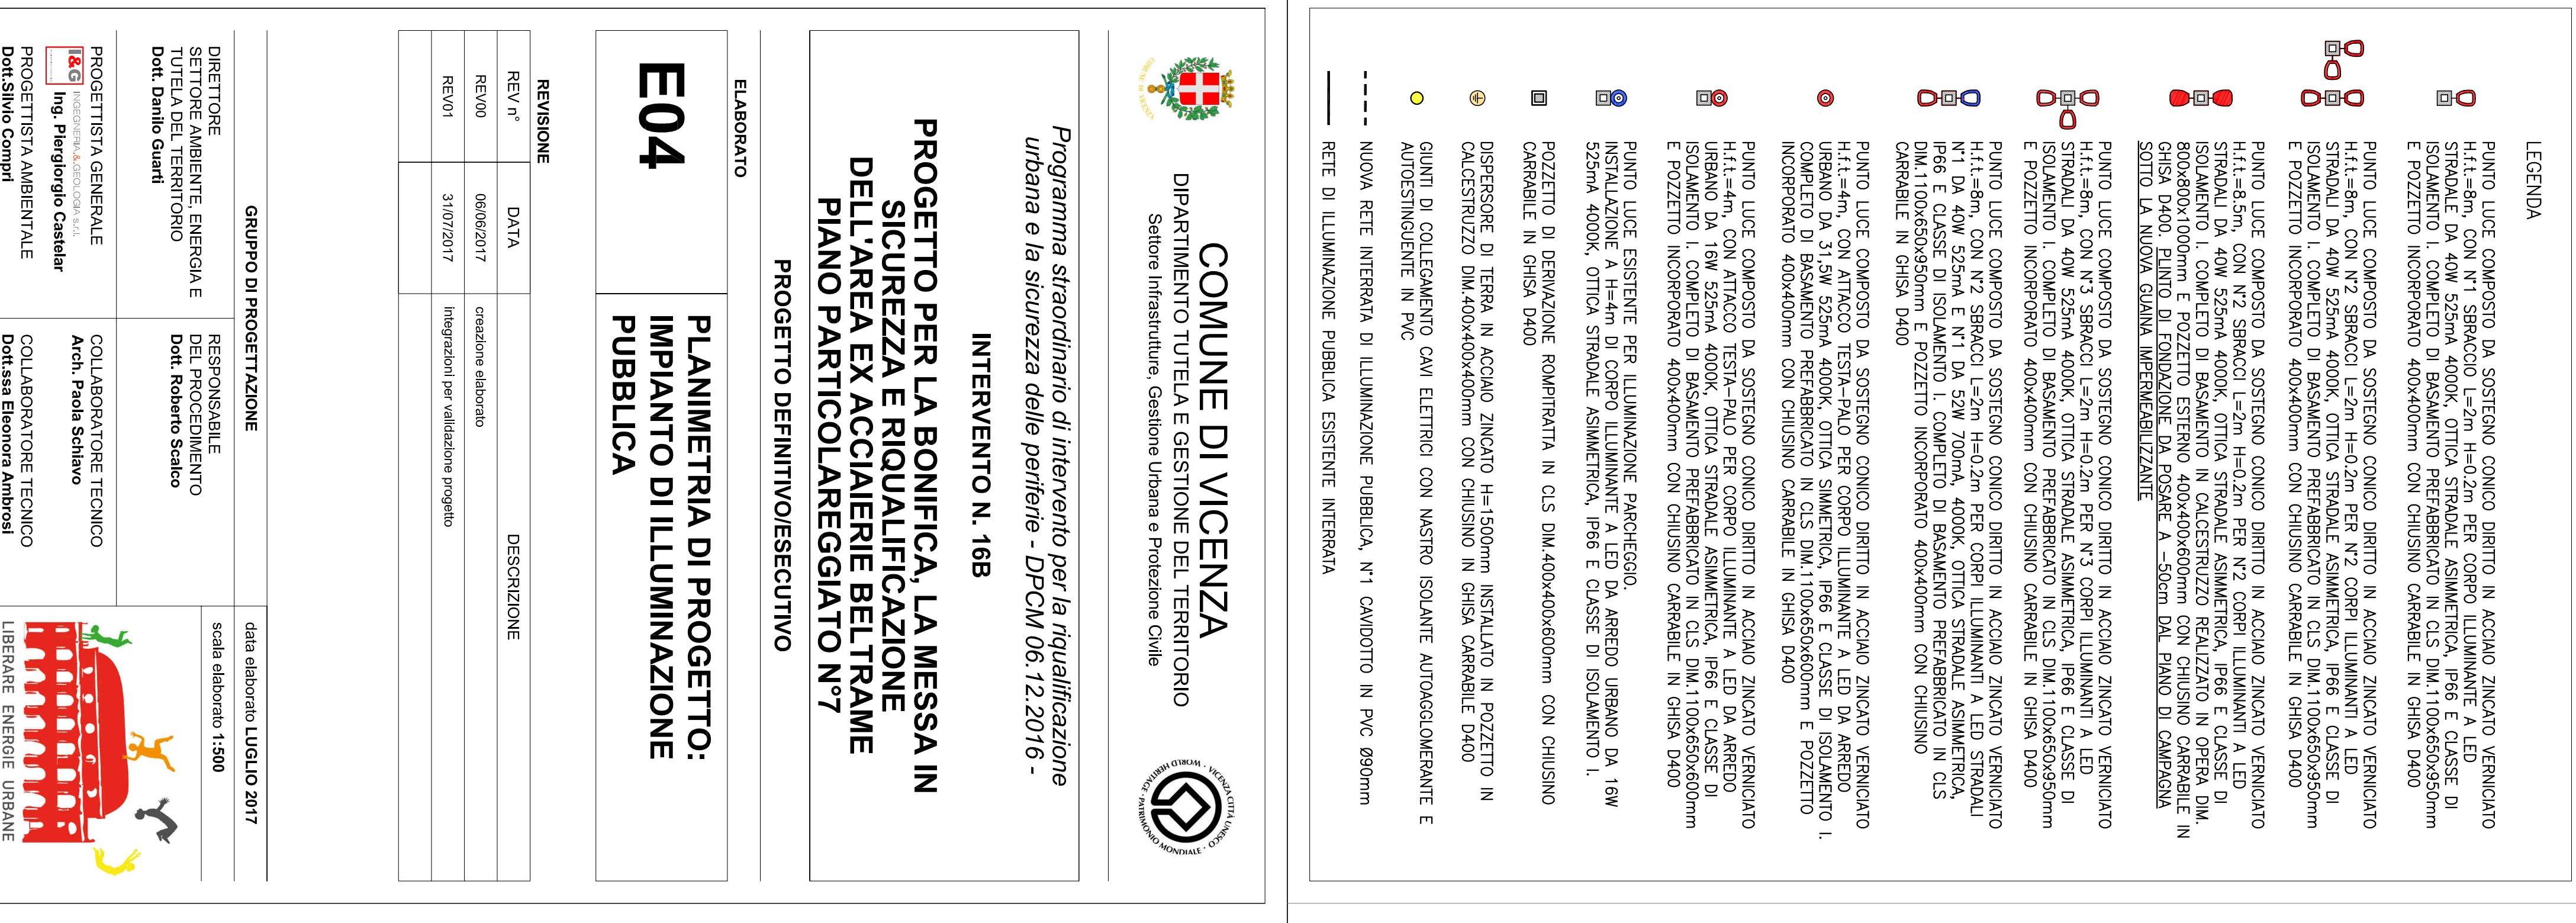 LEGENDA
PUNTO LUCE COMPOSTO DA SOSTEGNO CONICO DIRITTO IN ACCIAIO ZINCATO VERNICIATO
H.f.t.=8m, CON N°1 SBRACCIO L=2m H=0.2m PER CORPO ILLUMINANTE A LED
STRADALE DA 40W 525mA 4000K, OTTICA STRADALE ASIMMETRICA, IP66 E CLASSE DI
ISOLAMENTO I. COMPLETO DI BASAMENTO PREFABBRICATO IN CLS DIM.1100x650x950mm
E POZZETTO INCORPORATO 400x400mm CON CHIUSINO CARRABILE IN GHISA D400
PUNTO LUCE COMPOSTO DA SOSTEGNO CONICO DIRITTO IN ACCIAIO ZINCATO VERNICIATO
H.f.t.=8m, CON N°2 SBRACCI L=2m H=0.2m PER N°2 CORPI ILLUMINANTI A LED
STRADALI DA 40W 525mA 4000K, OTTICA STRADALE ASIMMETRICA, IP66 E CLASSE DI
ISOLAMENTO I. COMPLETO DI BASAMENTO PREFABBRICATO IN CLS DIM.1100x650x950mm
E POZZETTO INCORPORATO 400x400mm CON CHIUSINO CARRABILE IN GHISA D400
PUNTO LUCE COMPOSTO DA SOSTEGNO CONICO DIRITTO IN ACCIAIO ZINCATO VERNICIATO
H.f.t.=8.5m, CON N°2 SBRACCI L=2m H=0.2m PER N°2 CORPI ILLUMINANTI A LED
STRADALI DA 40W 525mA 4000K, OTTICA STRADALE ASIMMETRICA, IP66 E CLASSE DI
ISOLAMENTO I. COMPLETO DI BASAMENTO IN CALCESTRUZZO REALIZZATO IN OPERA DIM.
800x800x1000mm E POZZETTO ESTERNO 400x400x600mm CON CHIUSINO CARRABILE IN
GHISA D400. PLINTO DI FONDAZIONE DA POSARE A -50cm DAL PIANO DI CAMPAGNA
SOTTO LA NUOVA GUAINA IMPERMEABILIZZANTE
PUNTO LUCE COMPOSTO DA SOSTEGNO CONICO DIRITTO IN ACCIAIO ZINCATO VERNICIATO
H.f.t.=8m, CON N°3 SBRACCI L=2m H=0.2m PER N°3 CORPI ILLUMINANTI A LED
STRADALI DA 40W 525mA 4000K, OTTICA STRADALE ASIMMETRICA, IP66 E CLASSE DI
ISOLAMENTO I. COMPLETO DI BASAMENTO PREFABBRICATO IN CLS DIM.1100x650x950mm
E POZZETTO INCORPORATO 400x400mm CON CHIUSINO CARRABILE IN GHISA D400
PUNTO LUCE COMPOSTO DA SOSTEGNO CONICO DIRITTO IN ACCIAIO ZINCATO VERNICIATO
H.f.t.=8m, CON N°2 SBRACCI L=2m H=0.2m PER CORPI ILLUMINANTI A LED STRADALI
N°1 DA 40W 525mA E N°1 DA 52W 700mA, 4000K, OTTICA STRADALE ASIMMETRICA,
IP66 E CLASSE DI ISOLAMENTO I. COMPLETO DI BASAMENTO PREFABBRICATO IN CLS
DIM.1100x650x950mm E POZZETTO INCORPORATO 400x400mm CON CHIUSINO
CARRABILE IN GHISA D400
PUNTO LUCE COMPOSTO DA SOSTEGNO CONICO DIRITTO IN ACCIAIO ZINCATO VERNICIATO
H.f.t.=4m, CON ATTACCO TESTA-PALO PER CORPO ILLUMINANTE A LED DA ARREDO
URBANO DA 31,5W 525mA 4000K, OTTICA SIMMETRICA, IP66 E CLASSE DI ISOLAMENTO I.
COMPLETO DI BASAMENTO PREFABBRICATO IN CLS DIM.1100x650x600mm E POZZETTO
INCORPORATO 400x400mm CON CHIUSINO CARRABILE IN GHISA D400
PUNTO LUCE COMPOSTO DA SOSTEGNO CONICO DIRITTO IN ACCIAIO ZINCATO VERNICIATO
H.f.t.=4m, CON ATTACCO TESTA-PALO PER CORPO ILLUMINANTE A LED DA ARREDO
URBANO DA 16W 525mA 4000K, OTTICA STRADALE ASIMMETRICA, IP66 E CLASSE DI
ISOLAMENTO I. COMPLETO DI BASAMENTO PREFABBRICATO IN CLS DIM.1100x650x600mm
E POZZETTO INCORPORATO 400x400mm CON CHIUSINO CARRABILE IN GHISA D400
PUNTO LUCE ESISTENTE PER ILLUMINAZIONE PARCHEGGIO.
INSTALLAZIONE A H=4m DI CORPO ILLUMINANTE A LED DA ARREDO URBANO DA 16W
525mA 4000K, OTTICA STRADALE ASIMMETRICA, IP66 E CLASSE DI ISOLAMENTO I.
POZZETTO DI DERIVAZIONE ROMPITRATTA IN CLS DIM.400x400x600mm CON CHIUSINO
CARRABILE IN GHISA D400
DISPERSORE DI TERRA IN ACCIAIO ZINCATO H=1500mm INSTALLATO IN POZZETTO IN
CALCESTRUZZO DIM.400x400x400mm CON CHIUSINO IN GHISA CARRABILE D400
GIUNTI DI COLLEGAMENTO CAVI ELETTRICI CON NASTRO ISOLANTE AUTOAGGLOMERANTE E
AUTOESTINGUENTE IN PVC
NUOVA RETE INTERRATA DI ILLUMINAZIONE PUBBLICA, N°1 CAVIDOTTO IN PVC Ø90mm
RETE DI ILLUMINAZIONE PUBBLICA ESISTENTE INTERRATA
COMUNE DI VICENZA
COMUNE DI VICENZA
DIPARTIMENTO TUTELA E GESTIONE DEL TERRITORIO
Settore Infrastrutture, Gestione Urbana e Protezione Civile
VICENZA CITTÀ UNESCO · PATRIMONIO MONDIALE · WORLD HERITAGE ·
Programma straordinario di intervento per la riqualificazione
urbana e la sicurezza delle periferie - DPCM 06.12.2016 -
INTERVENTO N. 16B
PROGETTO PER LA BONIFICA, LA MESSA IN
SICUREZZA E RIQUALIFICAZIONE
DELL'AREA EX ACCIAIERIE BELTRAME
PIANO PARTICOLAREGGIATO N°7
PROGETTO DEFINITIVO/ESECUTIVO
ELABORATO
E04
PLANIMETRIA DI PROGETTO:
IMPIANTO DI ILLUMINAZIONE
PUBBLICA
REVISIONE
REV n° DATA DESCRIZIONE
REV00 06/06/2017 creazione elaborato
REV01 31/07/2017 integrazioni per validazione progetto
GRUPPO DI PROGETTAZIONE
data elaborato LUGLIO 2017
scala elaborato 1:500
DIRETTORE
SETTORE AMBIENTE, ENERGIA E
TUTELA DEL TERRITORIO
Dott. Danilo Guarti
RESPONSABILE
DEL PROCEDIMENTO
Dott. Roberto Scalco
PROGETTISTA GENERALE
I&G INGEGNERIA & GEOLOGIA s.r.l.
Ing. Piergiorgio Castelar
COLLABORATORE TECNICO
Arch. Paola Schiavo
PROGETTISTA AMBIENTALE
Dott.Silvio Compri
COLLABORATORE TECNICO
Dott.ssa Eleonora Ambrosi
LIBERARE ENERGIE URBANE